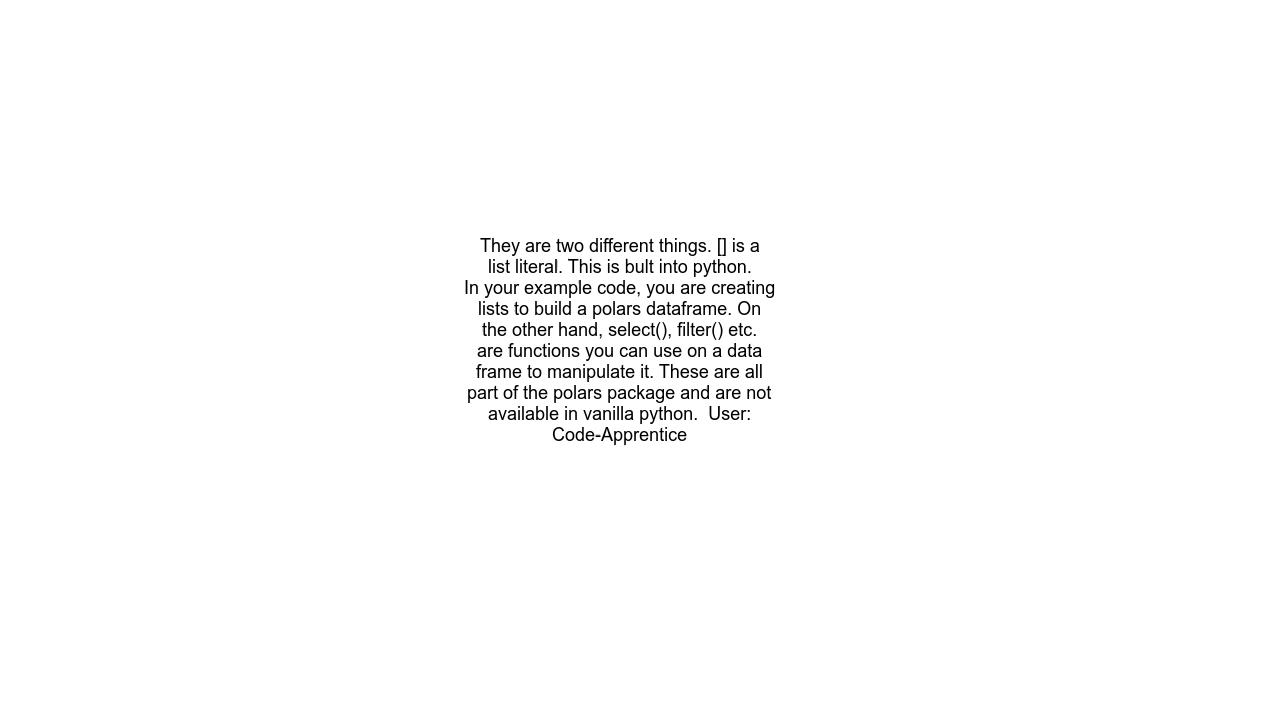 They are two different things. [] is a
list literal. This is bult into python.
In your example code, you are creating
lists to build a polars dataframe. On
the other hand, select(), filter() etc.
are functions you can use on a data
frame to manipulate it. These are all
part of the polars package and are not
available in vanilla python.  User:
Code-Apprentice